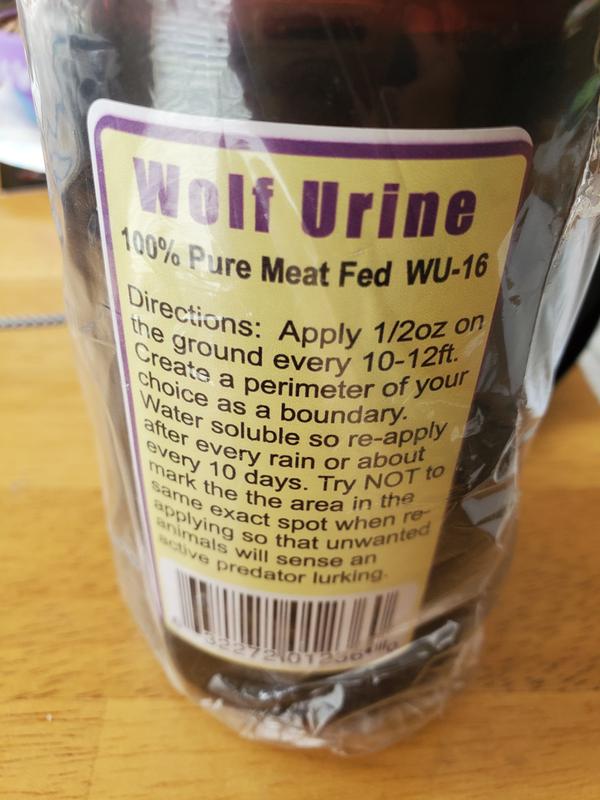 Wolf Urine
100% Pure Meat Fed WU-16
Directions: Apply 1/2oz on
the ground every 10-12ft.
Create a perimeter of your
choice as a boundary.
Water soluble so re-apply
after every rain or about
every 10 days. Try NOT to
mark the the area in the
same exact spot when re-
applying so that unwanted
animals will sense an
active predator lurking.